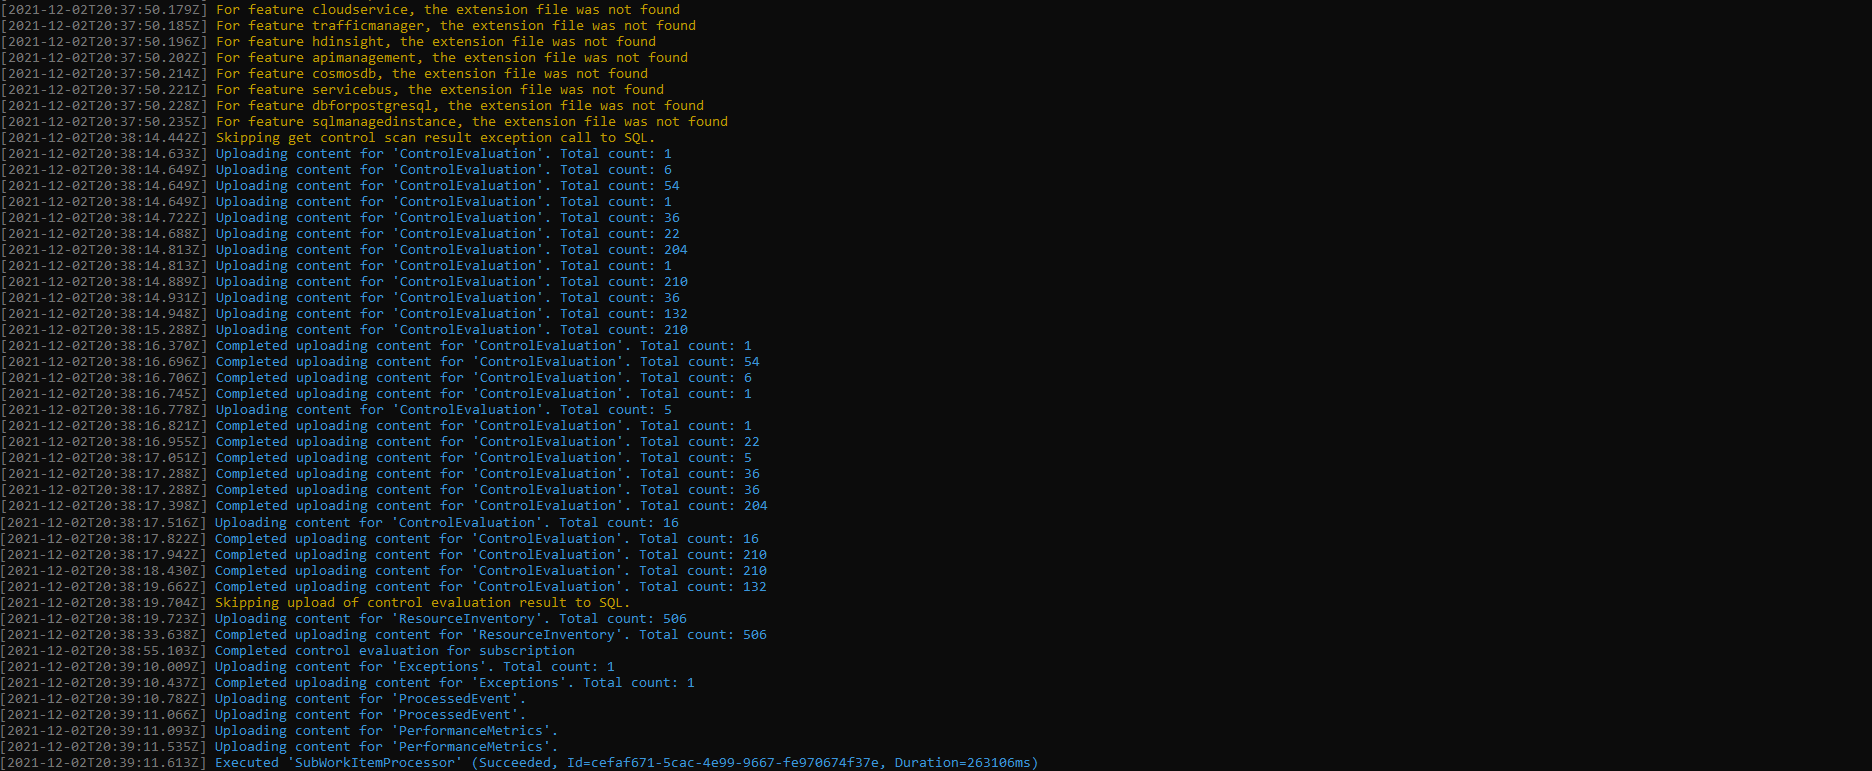 [2021-12-02T20:37:50.179Z] For feature cloudservice, the extension file was not found
[2021-12-02T20:37:50.185Z] For feature trafficmanager, the extension file was not found
[2021-12-02T20:37:50.196Z] For feature hdinsight, the extension file was not found
[2021-12-02T20:37:50.202Z] For feature apimanagement, the extension file was not found
[2021-12-02T20:37:50.214Z] For feature cosmosdb, the extension file was not found
[2021-12-02T20:37:50.221Z] For feature servicebus, the extension file was not found
[2021-12-02T20:37:50.228Z] For feature dbforpostgresql, the extension file was not found
[2021-12-02T20:37:50.235Z] For feature sqlmanagedinstance, the extension file was not found
[2021-12-02T20:38:14.442Z] Skipping get control scan result exception call to SQL.
[2021-12-02T20:38:14.633Z] Uploading content for 'ControlEvaluation'. Total count: 1
[2021-12-02T20:38:14.649Z] Uploading content for 'ControlEvaluation'. Total count: 6
[2021-12-02T20:38:14.649Z] Uploading content for 'ControlEvaluation'. Total count: 54
[2021-12-02T20:38:14.649Z] Uploading content for 'ControlEvaluation'. Total count: 1
[2021-12-02T20:38:14.722Z] Uploading content for 'ControlEvaluation'. Total count: 36
[2021-12-02T20:38:14.688Z] Uploading content for 'ControlEvaluation'. Total count: 22
[2021-12-02T20:38:14.813Z] Uploading content for 'ControlEvaluation'. Total count: 204
[2021-12-02T20:38:14.813Z] Uploading content for 'ControlEvaluation'. Total count: 1
[2021-12-02T20:38:14.889Z] Uploading content for 'ControlEvaluation'. Total count: 210
[2021-12-02T20:38:14.931Z] Uploading content for 'ControlEvaluation'. Total count: 36
[2021-12-02T20:38:14.948Z] Uploading content for 'ControlEvaluation'. Total count: 132
[2021-12-02T20:38:15.288Z] Uploading content for 'ControlEvaluation'. Total count: 210
[2021-12-02T20:38:16.370Z] Completed uploading content for 'ControlEvaluation'. Total count: 1
[2021-12-02T20:38:16.696Z] Completed uploading content for 'ControlEvaluation'. Total count: 54
[2021-12-02T20:38:16.706Z] Completed uploading content for 'ControlEvaluation'. Total count: 6
[2021-12-02T20:38:16.745Z] Completed uploading content for 'ControlEvaluation'. Total count: 1
[2021-12-02T20:38:16.778Z] Uploading content for 'ControlEvaluation'. Total count: 5
[2021-12-02T20:38:16.821Z] Completed uploading content for 'ControlEvaluation'. Total count: 1
[2021-12-02T20:38:16.955Z] Completed uploading content for 'ControlEvaluation'. Total count: 22
[2021-12-02T20:38:17.051Z] Completed uploading content for 'ControlEvaluation'. Total count: 5
[2021-12-02T20:38:17.288Z] Completed uploading content for 'ControlEvaluation'. Total count: 36
[2021-12-02T20:38:17.288Z] Completed uploading content for 'ControlEvaluation'. Total count: 36
[2021-12-02T20:38:17.398Z] Completed uploading content for 'ControlEvaluation'. Total count: 204
[2021-12-02T20:38:17.516Z] Uploading content for 'ControlEvaluation'. Total count: 16
[2021-12-02T20:38:17.822Z] Completed uploading content for 'ControlEvaluation'. Total count: 16
[2021-12-02T20:38:17.942Z] Completed uploading content for 'ControlEvaluation'. Total count: 210
[2021-12-02T20:38:18.430Z] Completed uploading content for 'ControlEvaluation'. Total count: 210
[2021-12-02T20:38:19.662Z] Completed uploading content for 'ControlEvaluation'. Total count: 132
[2021-12-02T20:38:19.704Z] Skipping upload of control evaluation result to SQL.
[2021-12-02T20:38:19.723Z] Uploading content for 'ResourceInventory'. Total count: 506
[2021-12-02T20:38:33.638Z] Completed uploading content for 'ResourceInventory'. Total count: 506
[2021-12-02T20:38:55.103Z] Completed control evaluation for subscription
[2021-12-02T20:39:10.009Z] Uploading content for 'Exceptions'. Total count: 1
[2021-12-02T20:39:10.437Z] Completed uploading content for 'Exceptions'. Total count: 1
[2021-12-02T20:39:10.782Z] Uploading content for 'ProcessedEvent'.
[2021-12-02T20:39:11.066Z] Uploading content for 'ProcessedEvent'.
[2021-12-02T20:39:11.093Z] Uploading content for 'PerformanceMetrics'.
[2021-12-02T20:39:11.535Z] Uploading content for 'PerformanceMetrics'.
[2021-12-02T20:39:11.613Z] Executed 'SubWorkItemProcessor' (Succeeded, Id=cefaf671-5cac-4e99-9667-fe970674f37e, Duration=263106ms)